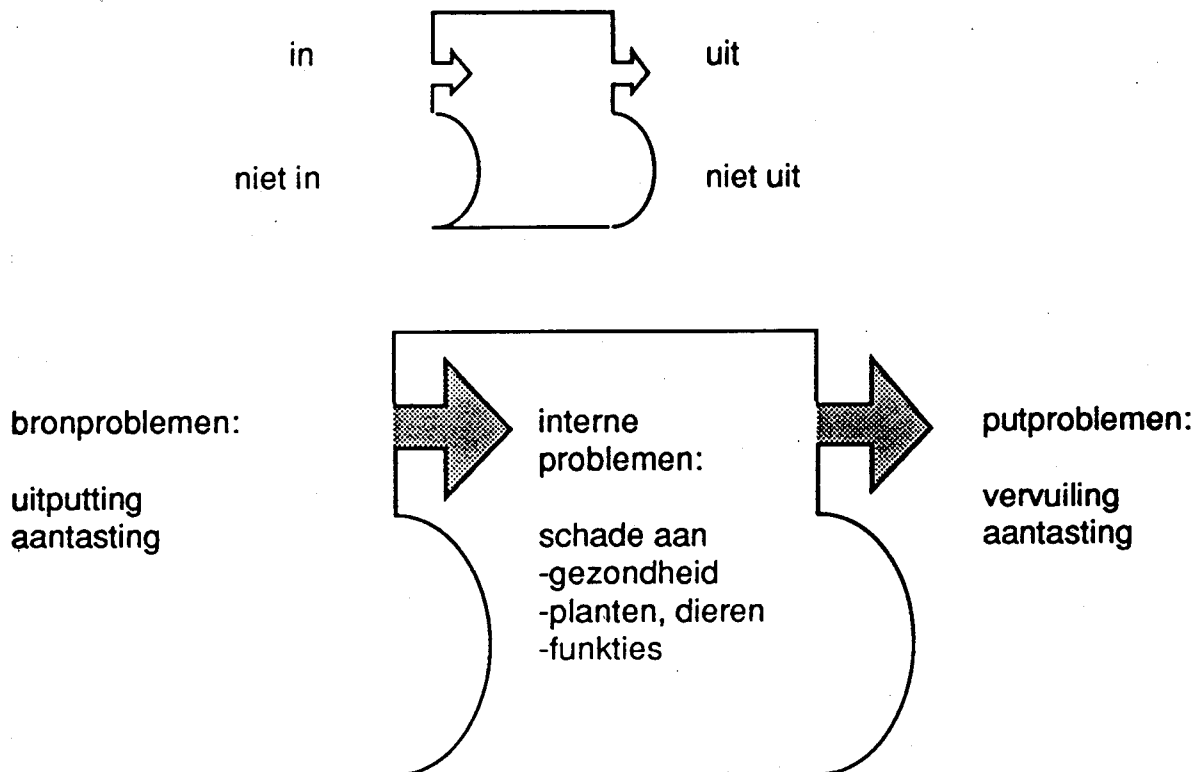 in
uit
niet in
niet uit
bronproblemen:
uitputting
aantasting
interne
problemen:
schade aan
-gezondheid
-planten, dieren
-funkties
putproblemen:
vervuiling
aantasting